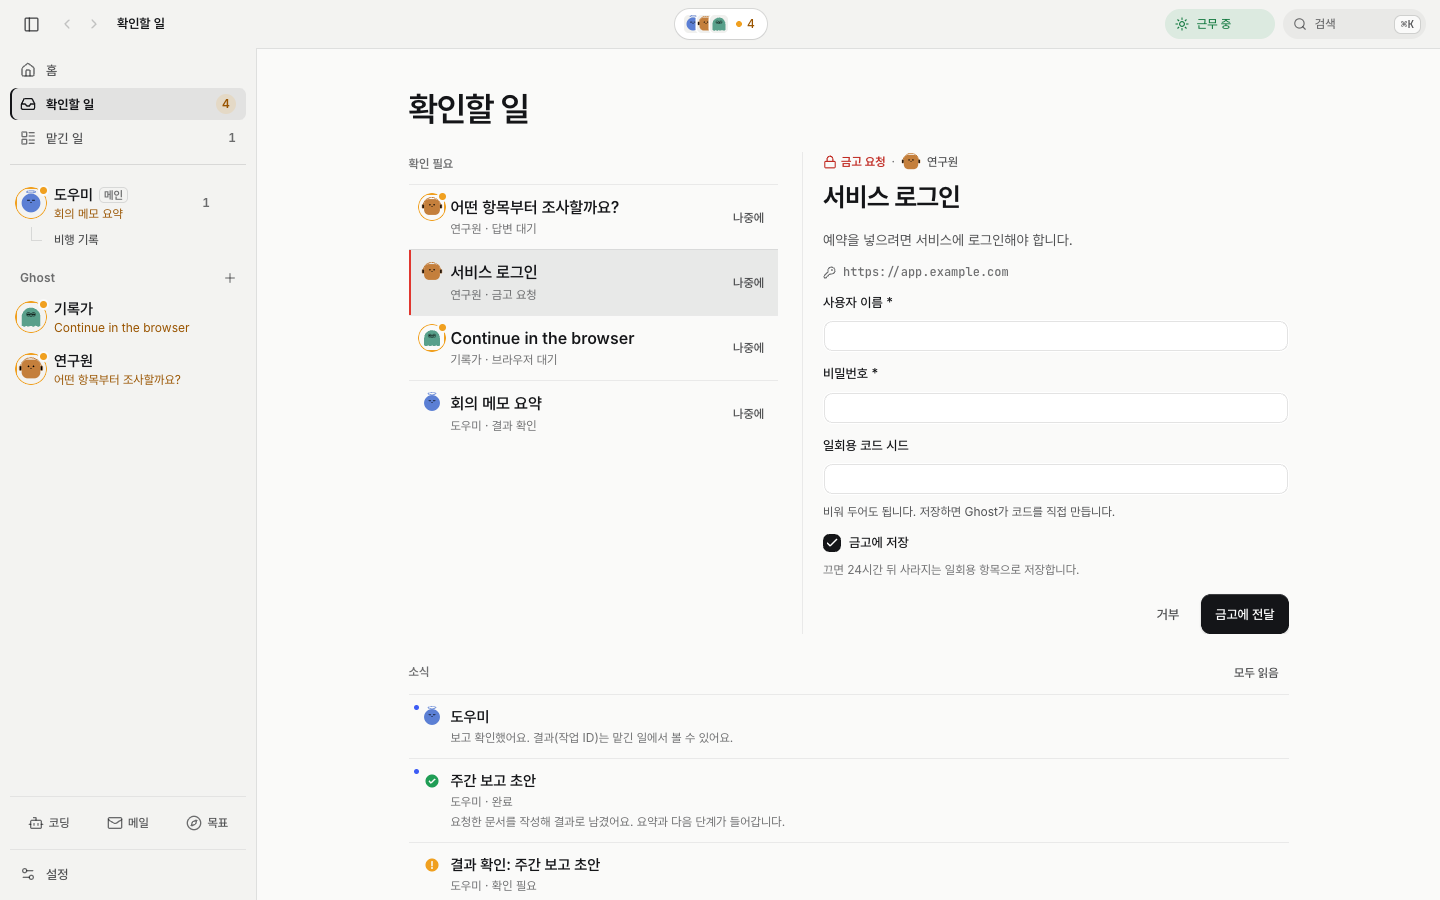 확인할 일
4
근무 중
검색
⌘K
홈
확인할 일
4
맡긴 일
1
도우미
메인
회의 메모 요약
1
비행 기록
Ghost
기록가
Continue in the browser
연구원
어떤 항목부터 조사할까요?
코딩
메일
목표
설정
확인할 일
확인 필요
어떤 항목부터 조사할까요?
연구원 · 답변 대기
나중에
서비스 로그인
연구원 · 금고 요청
나중에
Continue in the browser
기록가 · 브라우저 대기
나중에
회의 메모 요약
도우미 · 결과 확인
나중에
금고 요청 · 연구원
서비스 로그인
예약을 넣으려면 서비스에 로그인해야 합니다.
https://app.example.com
사용자 이름 *
비밀번호 *
일회용 코드 시드
비워 두어도 됩니다. 저장하면 Ghost가 코드를 직접 만듭니다.
금고에 저장
끄면 24시간 뒤 사라지는 일회용 항목으로 저장합니다.
거부
금고에 전달
소식
모두 읽음
도우미
보고 확인했어요. 결과(작업 ID)는 맡긴 일에서 볼 수 있어요.
주간 보고 초안
도우미 · 완료
요청한 문서를 작성해 결과로 남겼어요. 요약과 다음 단계가 들어갑니다.
결과 확인: 주간 보고 초안
도우미 · 확인 필요